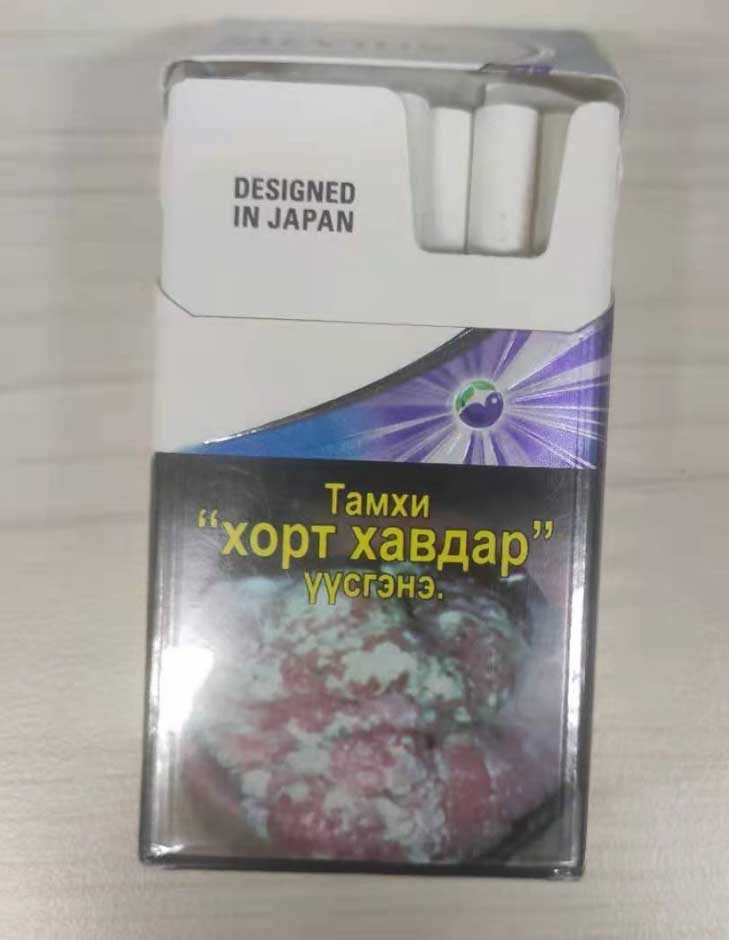 DESIGNED
IN JAPAN
Тамхи
“хорт хавдар”
үүсгэнэ.